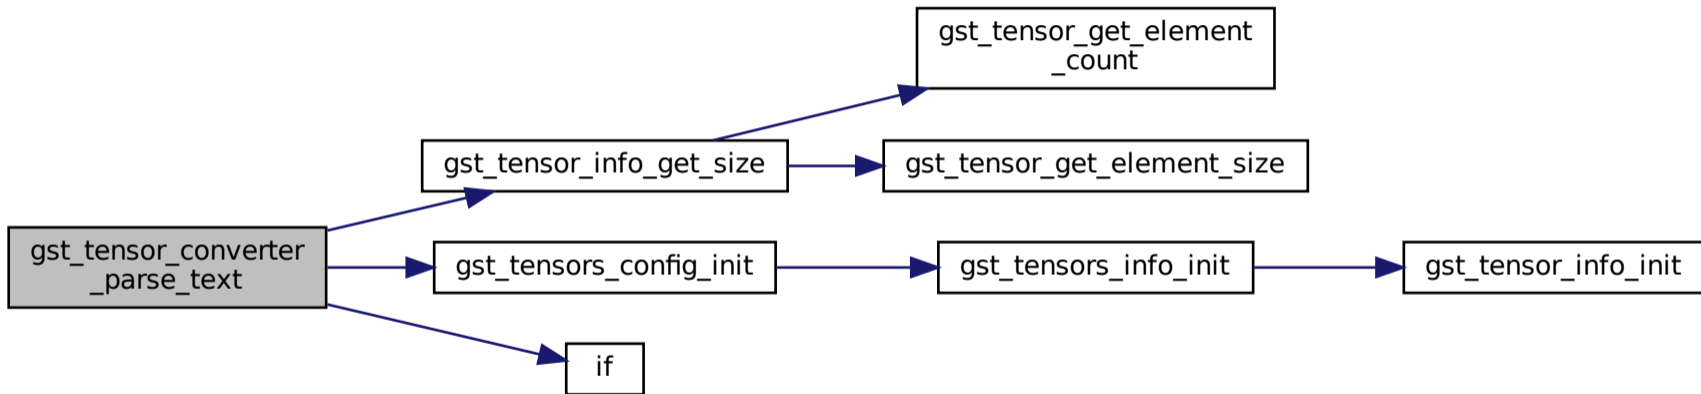 gst_tensor_get_element
_count
gst_tensor_info_get_size
gst_tensor_get_element_size
gst_tensor_converter
_parse_text
gst_tensors_config_init
gst_tensors_info_init
gst_tensor_info_init
if